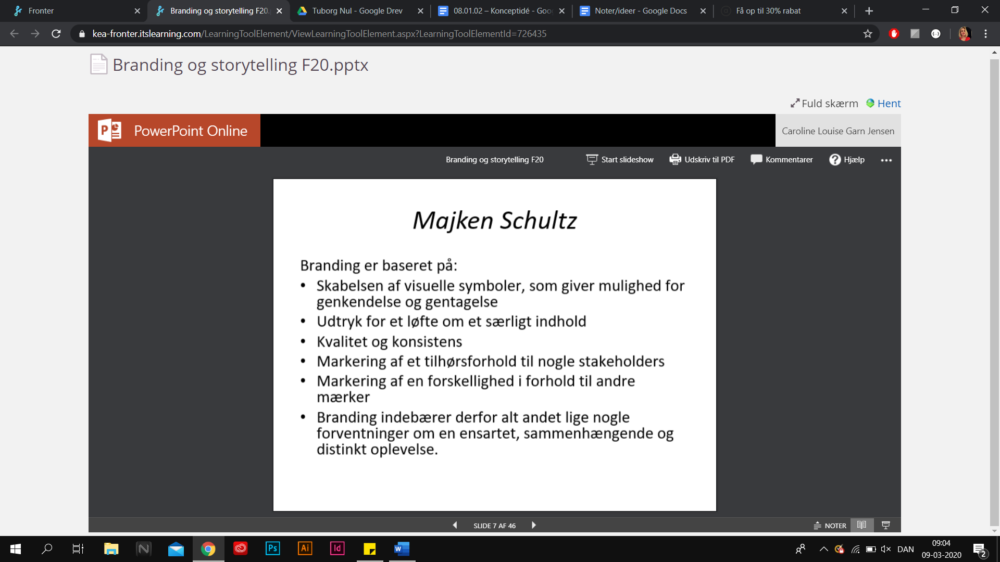 Fronter
Branding og storytelling F20.
Tuborg Nul - Google Drev
08.01.02 – Konceptidé - Goo
Noter/ideer - Google Docs
Få op til 30% rabat
kea-fronter.itslearning.com/LearningToolElement/ViewLearningToolElement.aspx?LearningToolElementId=726435
Branding og storytelling F20.pptx
Fuld skærm
Hent
PowerPoint Online
Caroline Louise Garn Jensen
Branding og storytelling F20
Start slideshow
Udskriv til PDF
Kommentarer
Hjælp
Majken Schultz
Branding er baseret på:
• Skabelsen af visuelle symboler, som giver mulighed for
genkendelse og gentagelse
• Udtryk for et løfte om et særligt indhold
• Kvalitet og konsistens
• Markering af et tilhørsforhold til nogle stakeholders
• Markering af en forskellighed i forhold til andre
mærker
• Branding indebærer derfor alt andet lige nogle
forventninger om en ensartet, sammenhængende og
distinkt oplevelse.
SLIDE 7 AF 46
NOTER
Ps
Ai
Id
DAN
09:04
09-03-2020
2